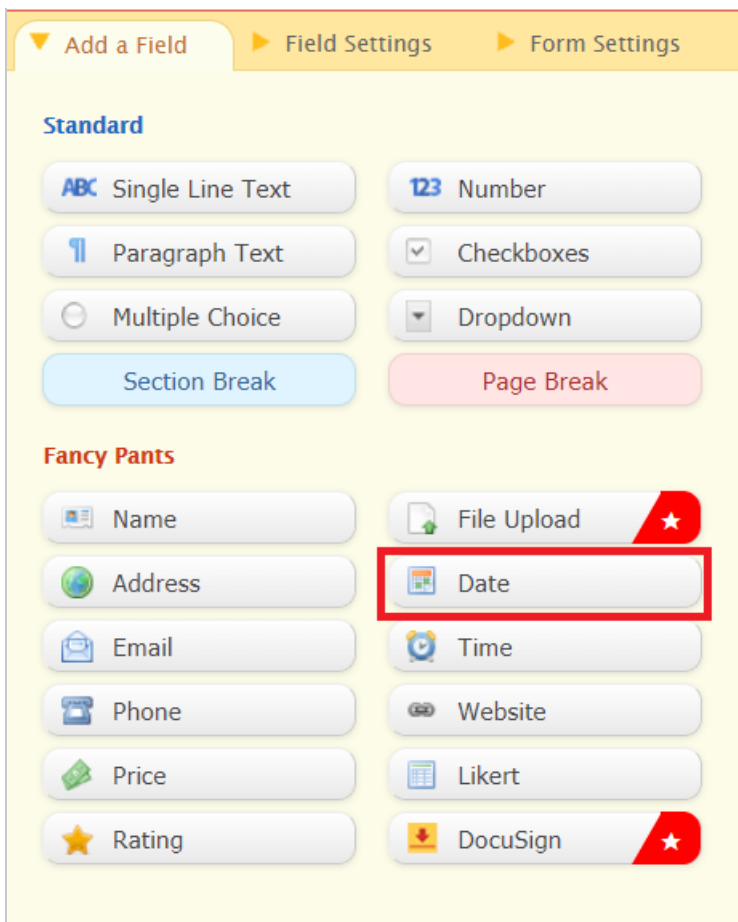 Add a Field Field Settings Form Settings
Standard
ABC Single Line Text 123 Number
Paragraph Text Checkboxes
Multiple Choice Dropdown
Section Break Page Break
Fancy Pants
Name File Upload
Address Date
Email Time
Phone Website
Price Likert
Rating DocuSign